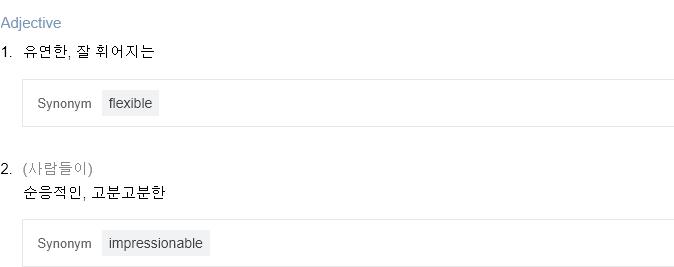 Adjective
1. 유연한, 잘 휘어지는
Synonym flexible
2. (사람들이)
순응적인, 고분고분한
Synonym impressionable